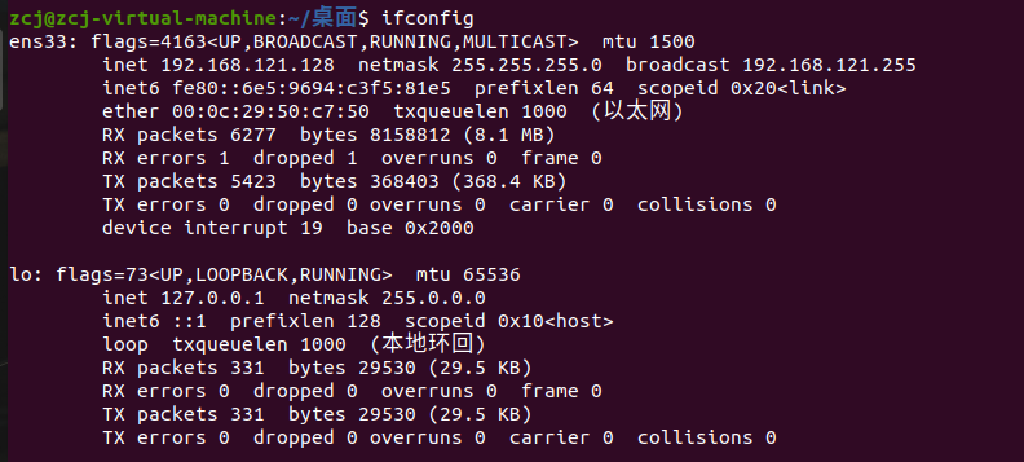 zcj@zcj-virtual-machine:~/桌面$ ifconfig
ens33: flags=4163<UP,BROADCAST,RUNNING,MULTICAST>  mtu 1500
        inet 192.168.121.128  netmask 255.255.255.0  broadcast 192.168.121.255
        inet6 fe80::6e5:9694:c3f5:81e5  prefixlen 64  scopeid 0x20<link>
        ether 00:0c:29:50:c7:50  txqueuelen 1000  (以太网)
        RX packets 6277  bytes 8158812 (8.1 MB)
        RX errors 1  dropped 1  overruns 0  frame 0
        TX packets 5423  bytes 368403 (368.4 KB)
        TX errors 0  dropped 0 overruns 0  carrier 0  collisions 0
        device interrupt 19  base 0x2000
lo: flags=73<UP,LOOPBACK,RUNNING>  mtu 65536
        inet 127.0.0.1  netmask 255.0.0.0
        inet6 ::1  prefixlen 128  scopeid 0x10<host>
        loop  txqueuelen 1000  (本地环回)
        RX packets 331  bytes 29530 (29.5 KB)
        RX errors 0  dropped 0  overruns 0  frame 0
        TX packets 331  bytes 29530 (29.5 KB)
        TX errors 0  dropped 0 overruns 0  carrier 0  collisions 0